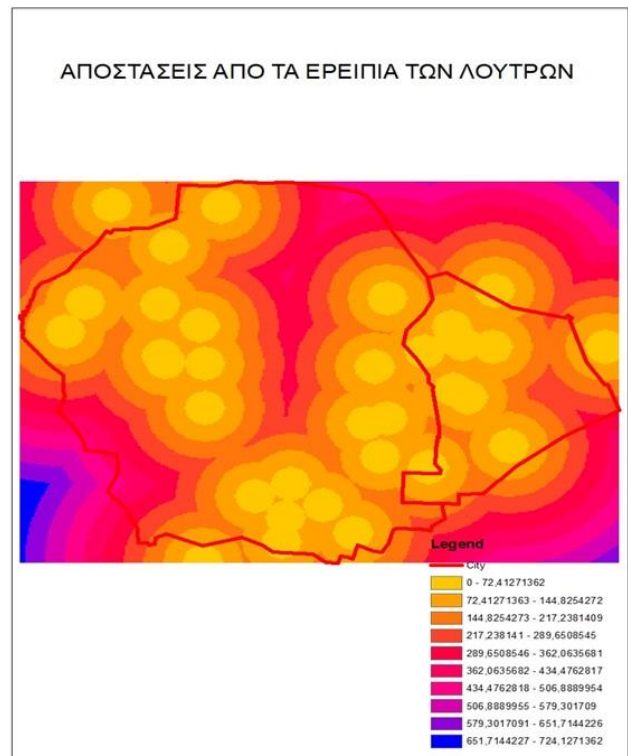 ΑΠΟΣΤΑΣΕΙΣ ΑΠΟ ΤΑ ΕΡΕΙΠΙΑ ΤΩΝ ΛΟΥΤΡΩΝ
Legend
City
0 - 72,41271362
72,41271363 - 144,8254272
144,8254273 - 217,2381409
217,238141 - 289,6508545
289,6508546 - 362,0635681
362,0635682 - 434,4762817
434,4762818 - 506,8889954
506,8889955 - 579,301709
579,3017091 - 651,7144226
651,7144227 - 724,1271362